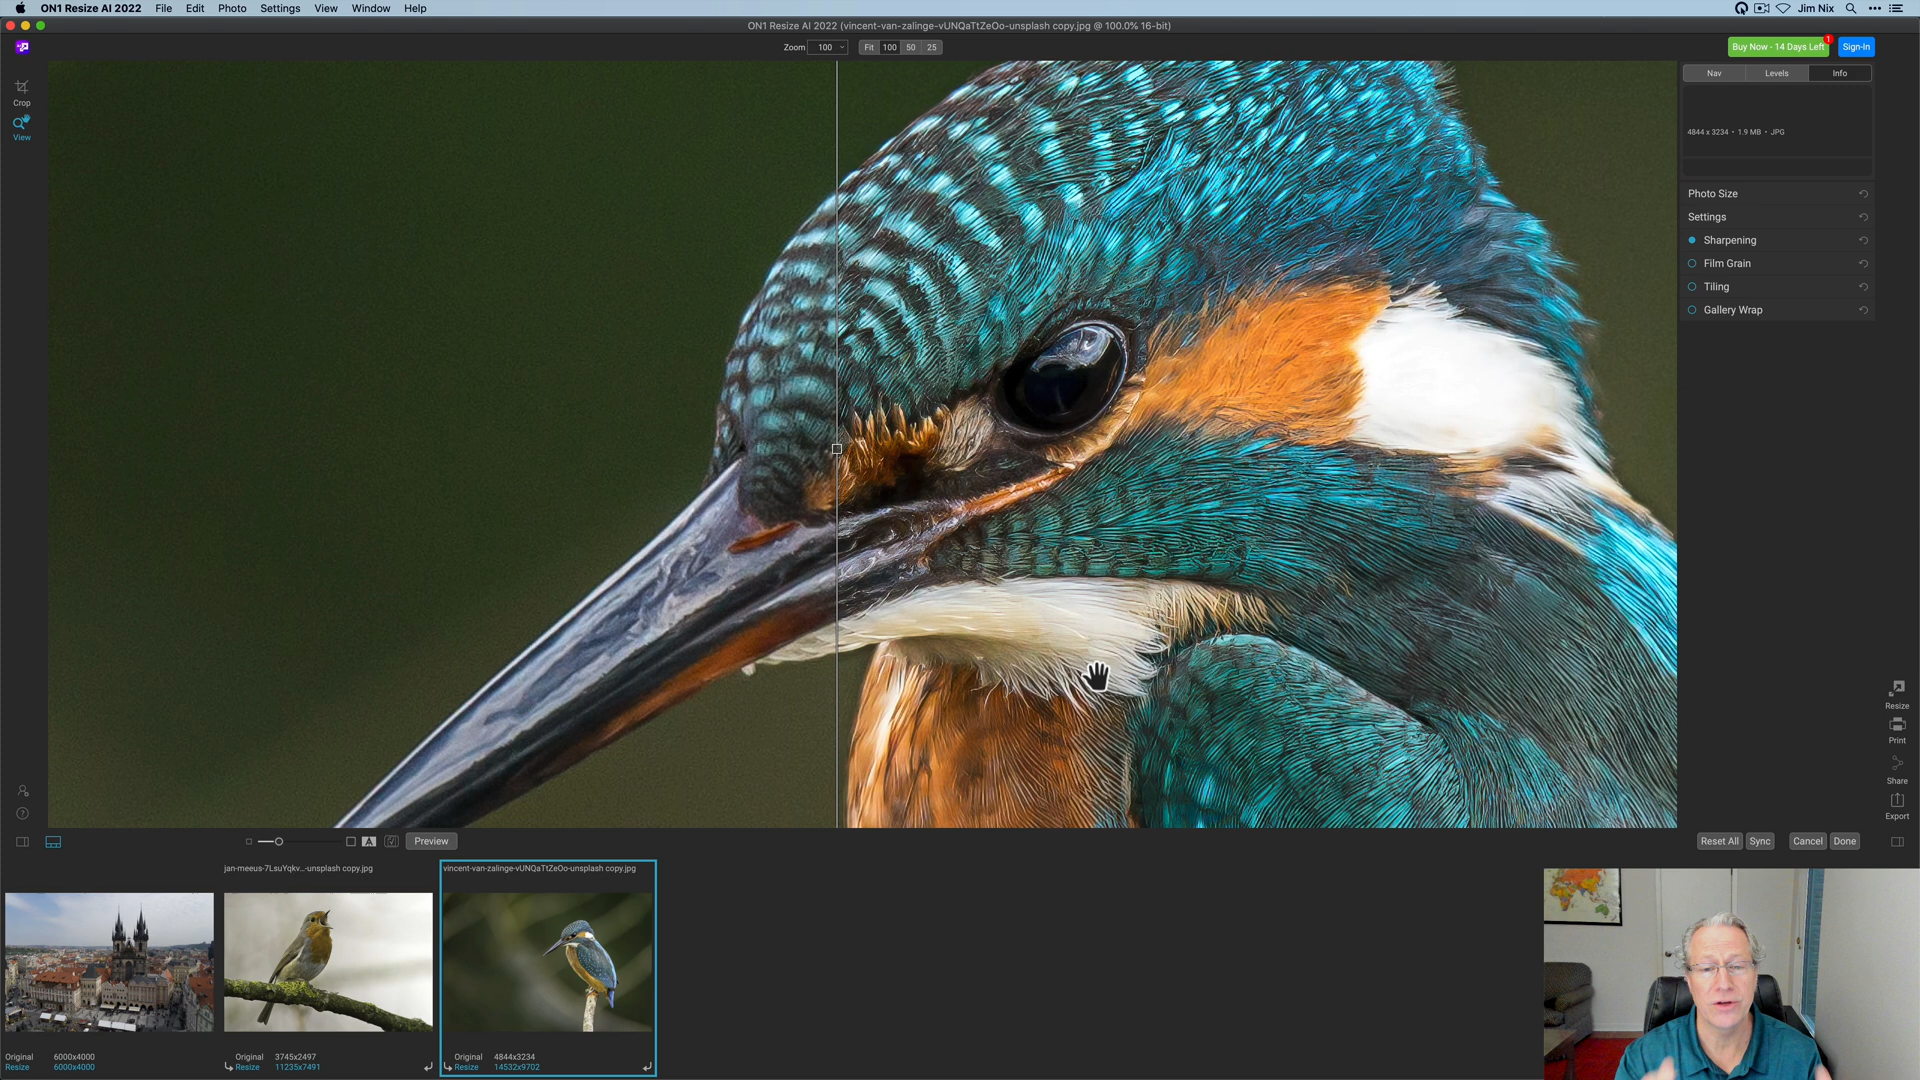 ON1 Resize AI 2022 File Edit Photo Settings View Window Help Jim Nix
ON1 Resize AI 2022 (vincent-van-zalinge-vUNQaTtZeOo-unsplash copy.jpg @ 100.0% 16-bit)
Zoom 100 Fit 100 50 25 Buy Now - 14 Days Left 1 Sign-In
Crop
View
Nav Levels Info
4844 x 3234 • 1.9 MB • JPG
Photo Size
Settings
Sharpening
Film Grain
Tiling
Gallery Wrap
Resize
Print
Share
Export
A Preview Reset All Sync Cancel Done
jan-meeus-7LsuYqkv...-unsplash copy.jpg vincent-van-zalinge-vUNQaTtZeOo-unsplash copy.jpg
Original 6000x4000 Original 3745x2497 Original 4844x3234
Resize 6000x4000 Resize 11235x7491 Resize 14532x9702